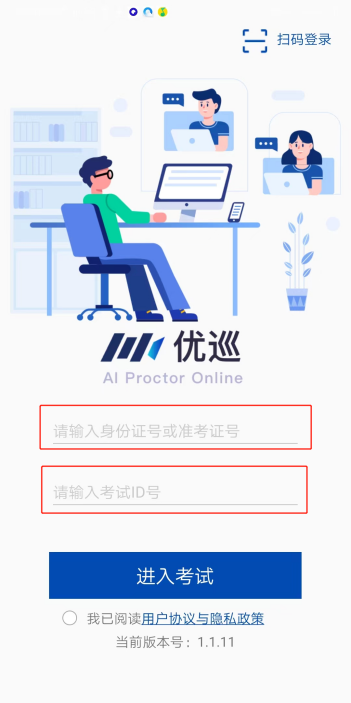 扫码登录
优巡
AI Proctor Online
请输入身份证号或准考证号
请输入考试ID号
进入考试
我已阅读用户协议与隐私政策
当前版本号：1.1.11